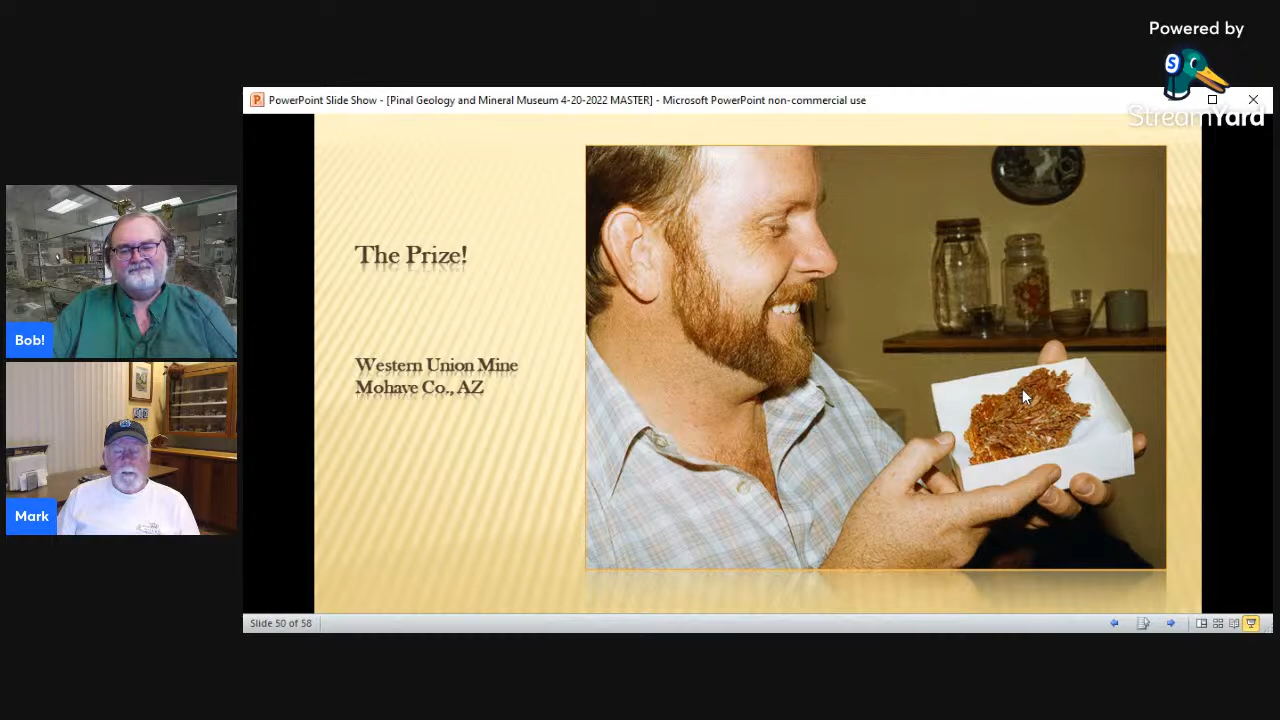 Powered by
StreamYard
PowerPoint Slide Show - [Pinal Geology and Mineral Museum 4-20-2022 MASTER] - Microsoft PowerPoint non-commercial use
The Prize!
Western Union Mine
Mohave Co., AZ
Bob!
Mark
Slide 50 of 58